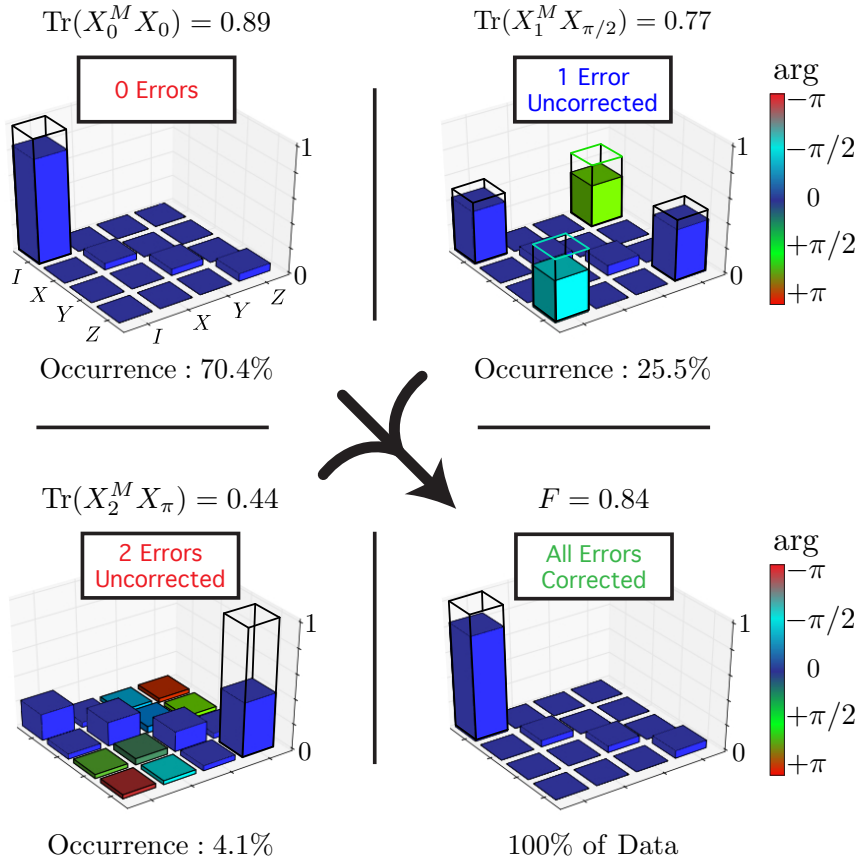 Tr(X_0^M X_0) = 0.89
0 Errors
1
0
I X Y Z
I X Y Z
Occurrence : 70.4%
Tr(X_1^M X_{π/2}) = 0.77
1 Error
Uncorrected
1
0
arg
−π
−π/2
0
+π/2
+π
Occurrence : 25.5%
Tr(X_2^M X_π) = 0.44
2 Errors
Uncorrected
1
0
Occurrence : 4.1%
F = 0.84
All Errors
Corrected
1
0
arg
−π
−π/2
0
+π/2
+π
100% of Data